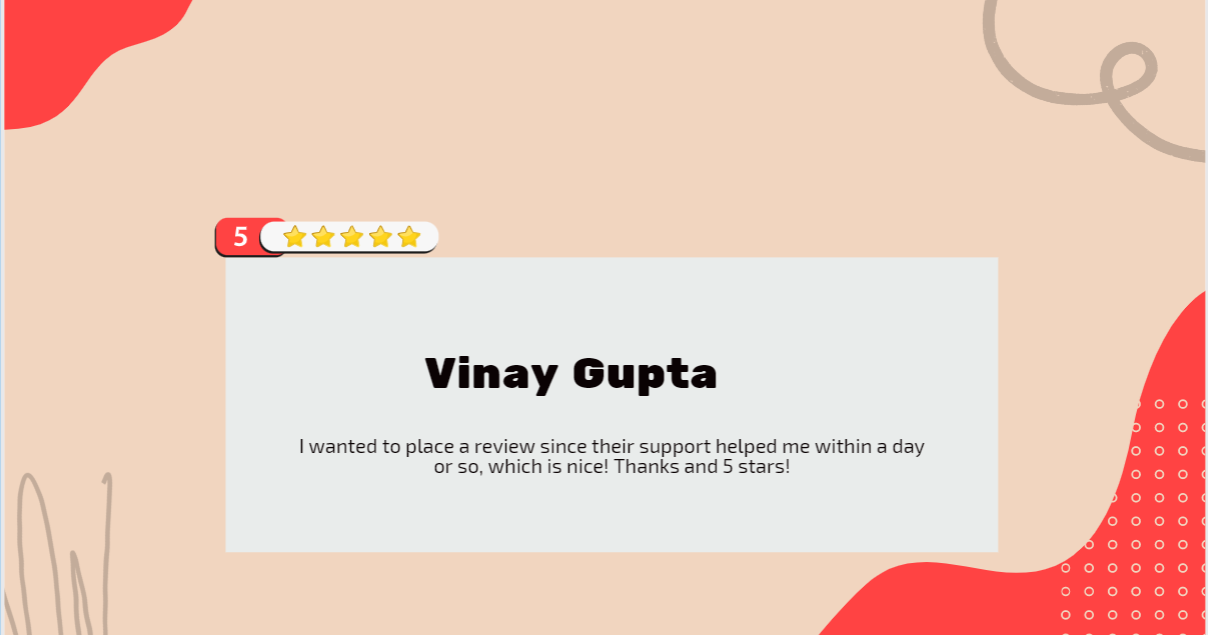 5
Vinay Gupta
I wanted to place a review since their support helped me within a day
or so, which is nice! Thanks and 5 stars!